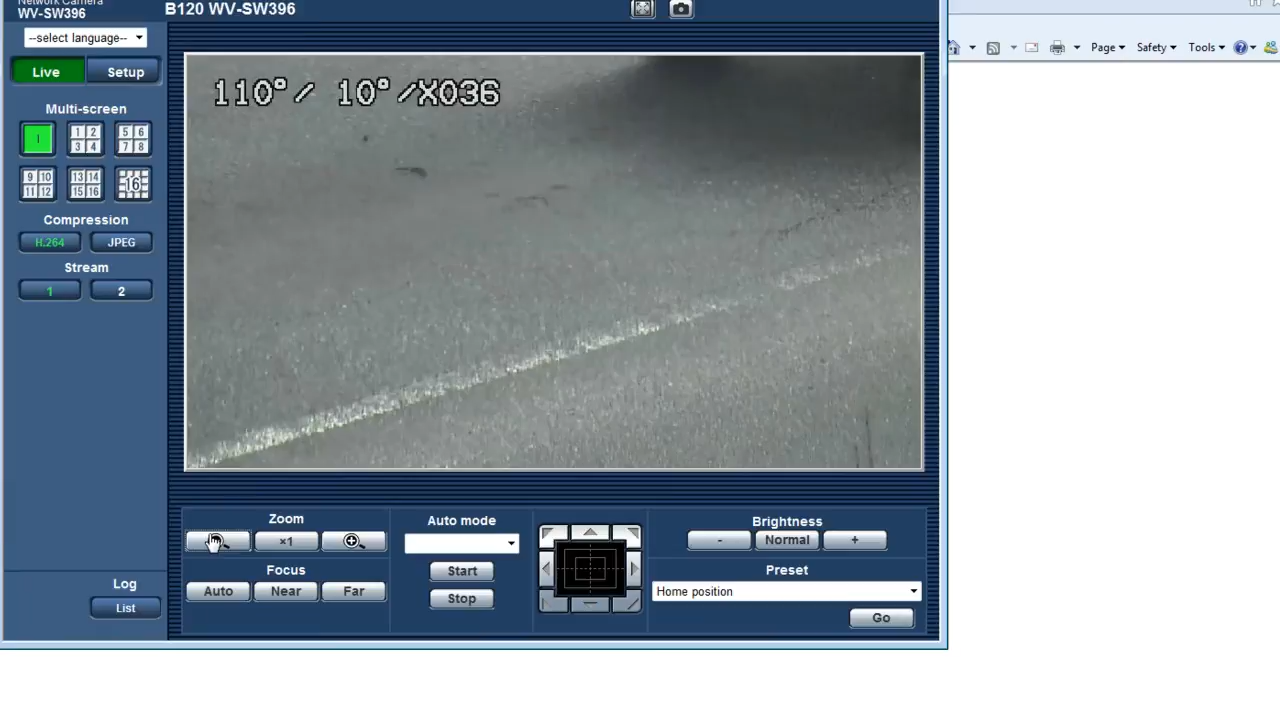 Network Camera
WV-SW396
B120 WV-SW396
--select language--
Page
Safety
Tools
Live
Setup
110°/ 10°/X036
Multi-screen
1
1 2
3 4
5 6
7 8
9 10
11 12
13 14
15 16
16
Compression
H.264
JPEG
Stream
1
2
Zoom
×1
Focus
Auto
Near
Far
Auto mode
Start
Stop
Brightness
-
Normal
+
Preset
Home position
Go
Log
List